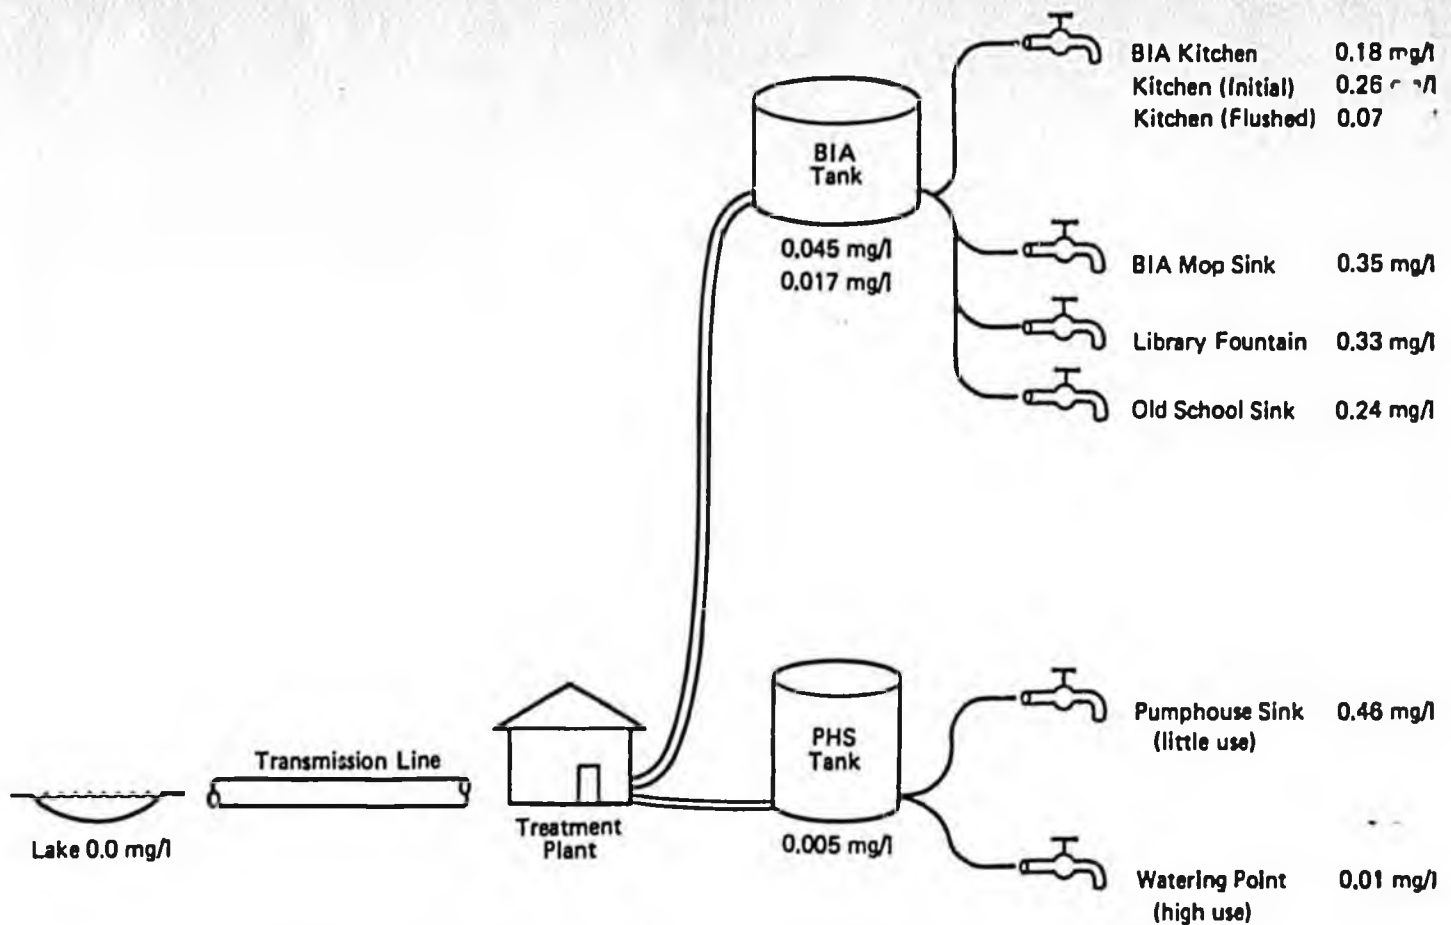 BIA Kitchen 0.18 mg/l
Kitchen (Initial) 0.26
Kitchen (Flushed) 0.07
BIA
Tank
0.045 mg/l
0.017 mg/l
BIA Mop Sink 0.35 mg/l
Library Fountain 0.33 mg/l
Old School Sink 0.24 mg/l
Transmission Line
Lake 0.0 mg/l
Treatment
Plant
PHS
Tank
0.005 mg/l
Pumphouse Sink 0.46 mg/l
(little use)
Watering Point 0.01 mg/l
(high use)